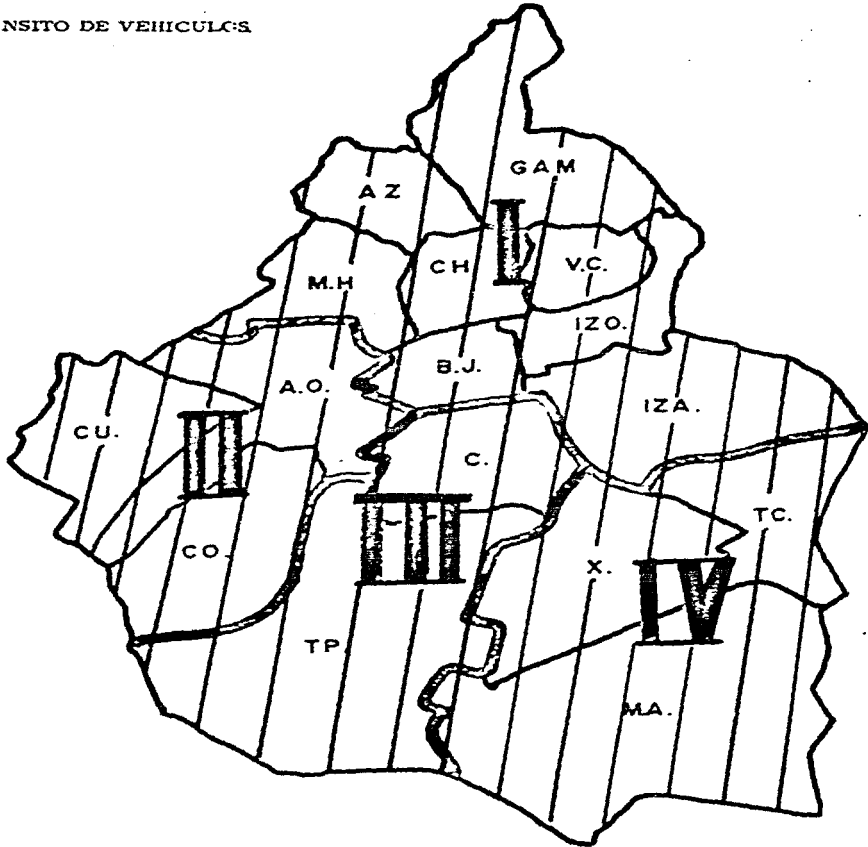 NSITO DE VEHICULOS
GAM
AZ
I
CH
V.C.
M.H
IZO.
B.J.
A.O.
IZA.
CU.
II
C.
TC.
III
CO.
X.
IV
TP.
MA.